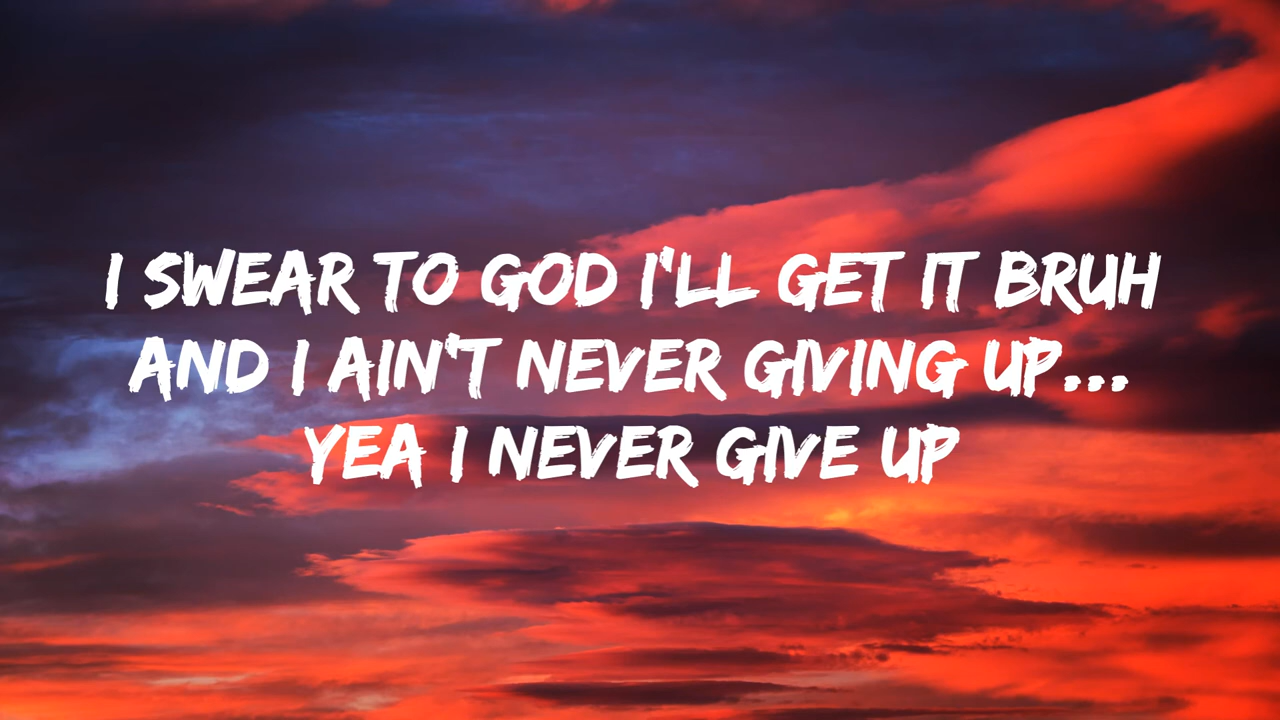 I SWEAR TO GOD I'LL GET IT BRUH
AND I AIN'T NEVER GIVING UP...
YEA I NEVER GIVE UP